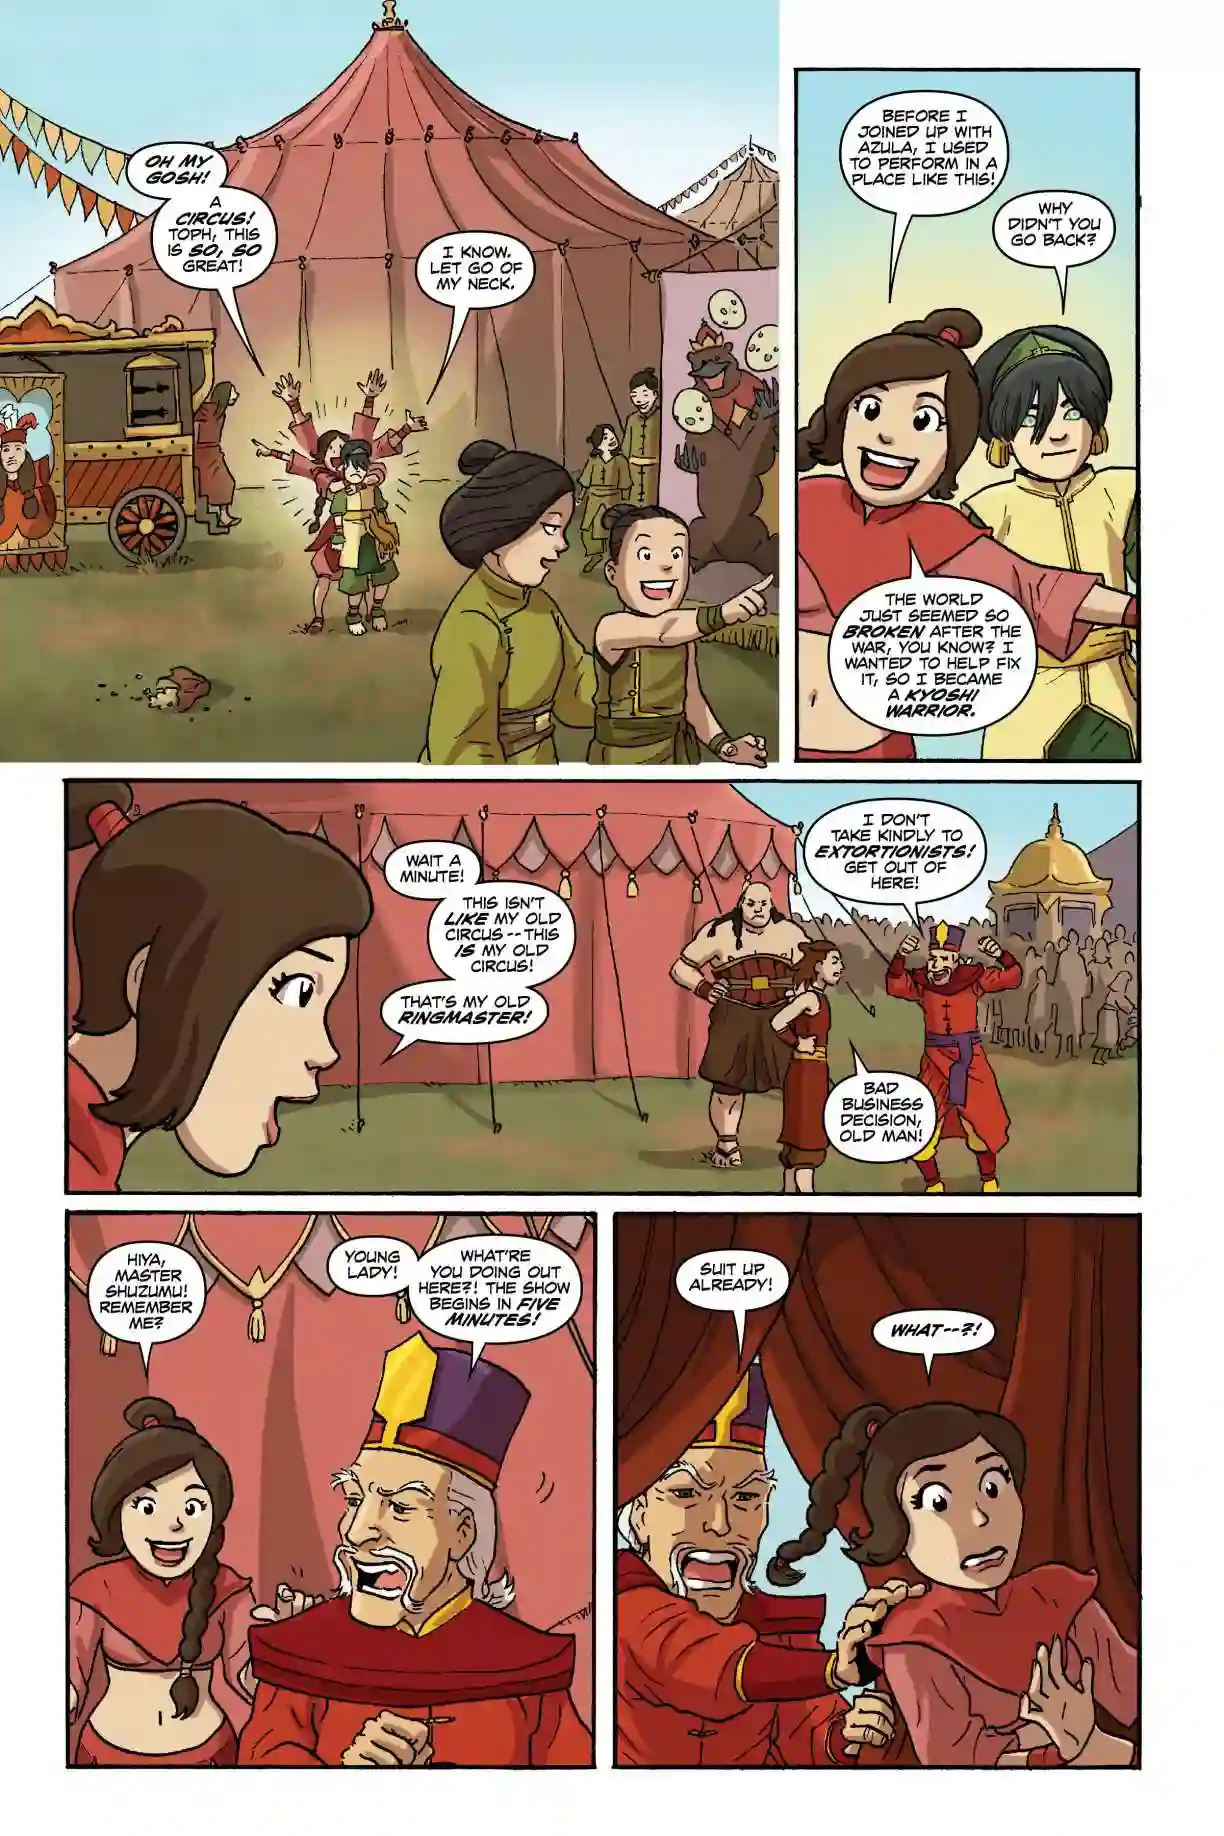 OH MY
GOSH!
A
CIRCUS!
TOPH, THIS
IS SO, SO
GREAT!
I KNOW.
LET GO OF
MY NECK.
BEFORE I
JOINED UP WITH
AZULA, I USED
TO PERFORM IN A
PLACE LIKE THIS!
WHY
DIDN'T YOU
GO BACK?
THE WORLD
JUST SEEMED SO
BROKEN AFTER THE
WAR, YOU KNOW? I
WANTED TO HELP FIX
IT, SO I BECAME
A KYOSHI
WARRIOR.
WAIT A
MINUTE!
THIS ISN'T
LIKE MY OLD
CIRCUS -- THIS
IS MY OLD
CIRCUS!
THAT'S MY OLD
RINGMASTER!
I DON'T
TAKE KINDLY TO
EXTORTIONISTS!
GET OUT OF
HERE!
BAD
BUSINESS
DECISION,
OLD MAN!
HIYA,
MASTER
SHUZUMU!
REMEMBER
ME?
YOUNG
LADY!
WHAT'RE
YOU DOING OUT
HERE?! THE SHOW
BEGINS IN FIVE
MINUTES!
SUIT UP
ALREADY!
WHAT--?!